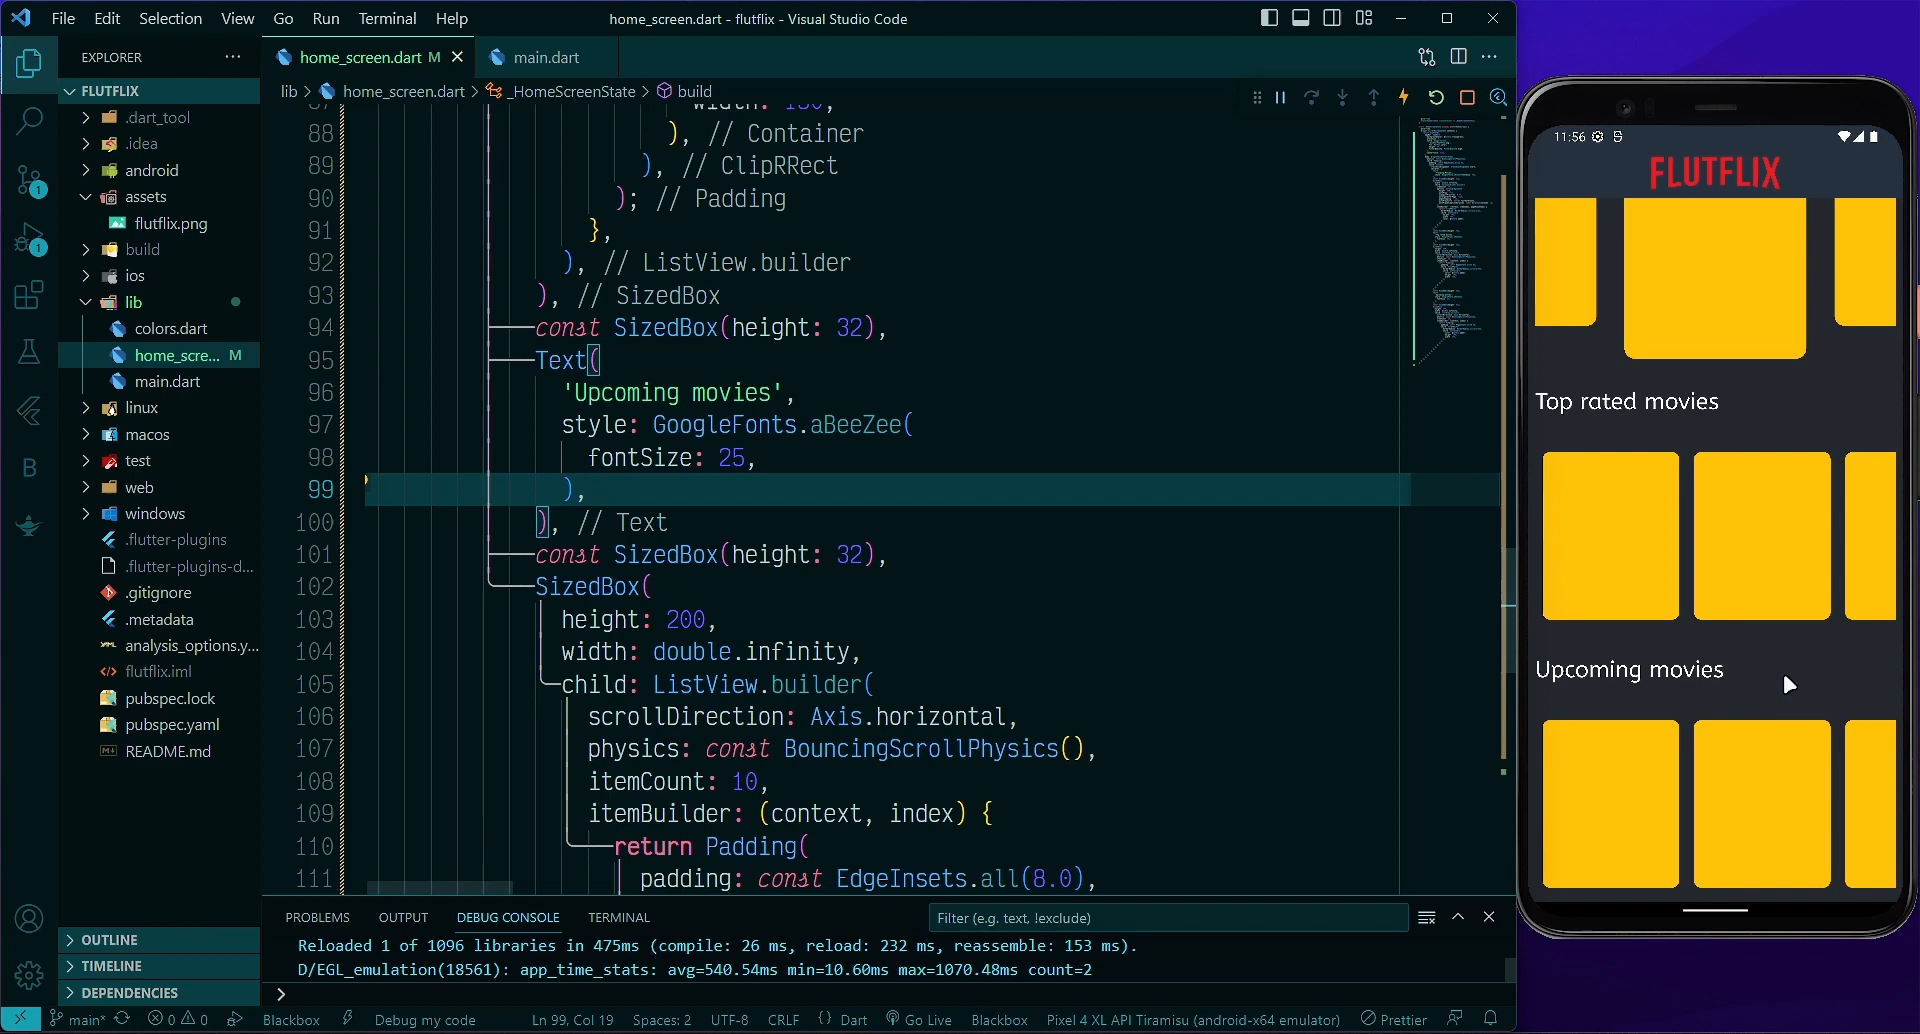 File Edit Selection View Go Run Terminal Help
home_screen.dart - flutflix - Visual Studio Code
EXPLORER
home_screen.dart M
main.dart
FLUTFLIX
lib > home_screen.dart > _HomeScreenState > build
.dart_tool
.idea
android
assets
flutflix.png
build
ios
lib
colors.dart
home_scre... M
main.dart
linux
macos
test
web
windows
.flutter-plugins
.flutter-plugins-d...
.gitignore
.metadata
analysis_options.y...
flutflix.iml
pubspec.lock
pubspec.yaml
README.md
OUTLINE
TIMELINE
DEPENDENCIES
88 ), // Container
89 ), // ClipRRect
90 ); // Padding
91 },
92 ), // ListView.builder
93 ), // SizedBox
94 const SizedBox(height: 32),
95 Text(
96 'Upcoming movies',
97 style: GoogleFonts.aBeeZee(
98 fontSize: 25,
99 ),
100 ), // Text
101 const SizedBox(height: 32),
102 SizedBox(
103 height: 200,
104 width: double.infinity,
105 child: ListView.builder(
106 scrollDirection: Axis.horizontal,
107 physics: const BouncingScrollPhysics(),
108 itemCount: 10,
109 itemBuilder: (context, index) {
110 return Padding(
111 padding: const EdgeInsets.all(8.0),
PROBLEMS OUTPUT DEBUG CONSOLE TERMINAL
Filter (e.g. text, !exclude)
Reloaded 1 of 1096 libraries in 475ms (compile: 26 ms, reload: 232 ms, reassemble: 153 ms).
D/EGL_emulation(18561): app_time_stats: avg=540.54ms min=10.60ms max=1070.48ms count=2
>
main* 0 0 Blackbox Debug my code Ln 99, Col 19 Spaces: 2 UTF-8 CRLF {} Dart Go Live Blackbox Pixel 4 XL API Tiramisu (android-x64 emulator) Prettier
11:56
FLUTFLIX
Top rated movies
Upcoming movies